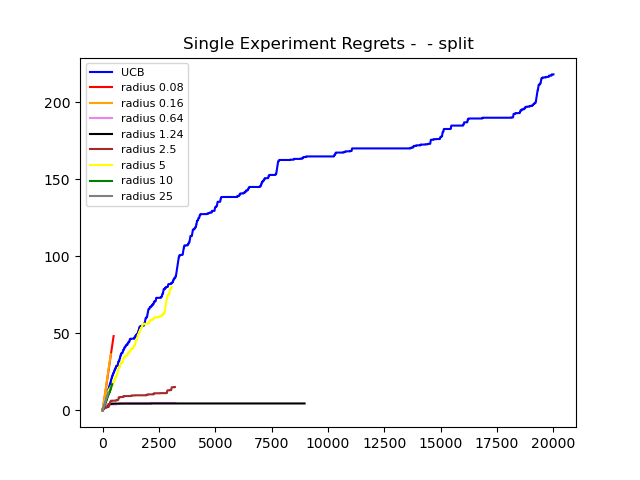 Single Experiment Regrets -  - split
UCB
radius 0.08
radius 0.16
radius 0.64
radius 1.24
radius 2.5
radius 5
radius 10
radius 25
200
150
100
50
0
0 2500 5000 7500 10000 12500 15000 17500 20000